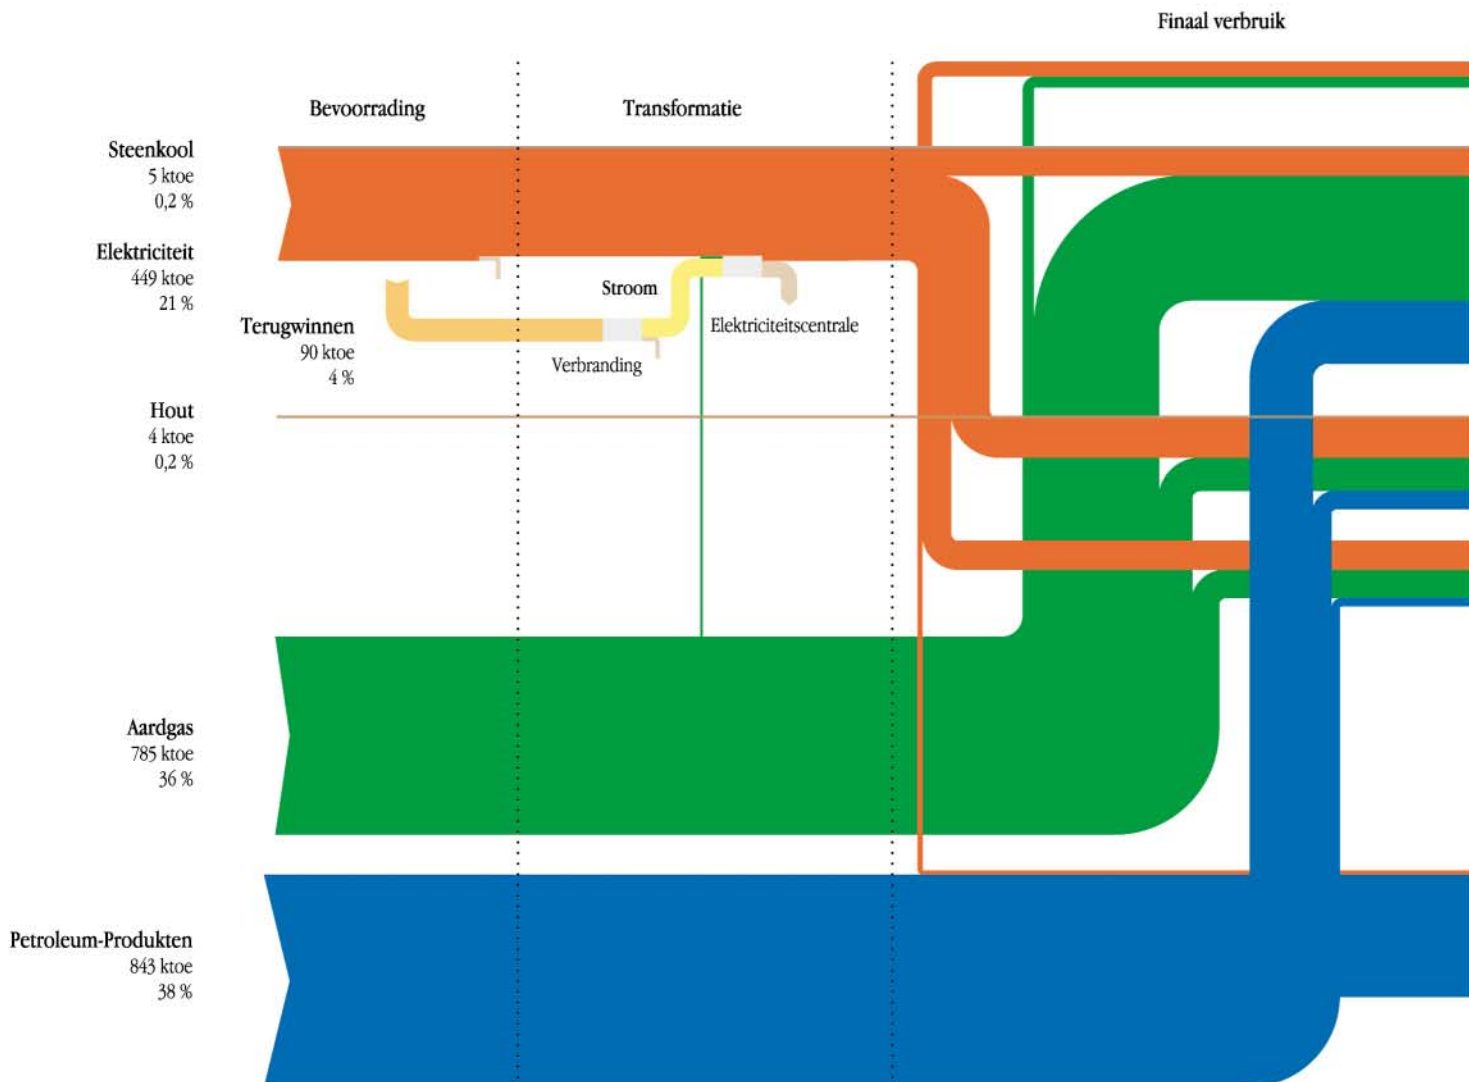 Finaal verbruik
Bevoorrading
Transformatie
Steenkool
5 ktoe
0,2 %
Elektriciteit
449 ktoe
21 %
Terugwinnen
90 ktoe
4 %
Stroom
Elektriciteitscentrale
Verbranding
Hout
4 ktoe
0,2 %
Aardgas
785 ktoe
36 %
Petroleum-Produkten
843 ktoe
38 %